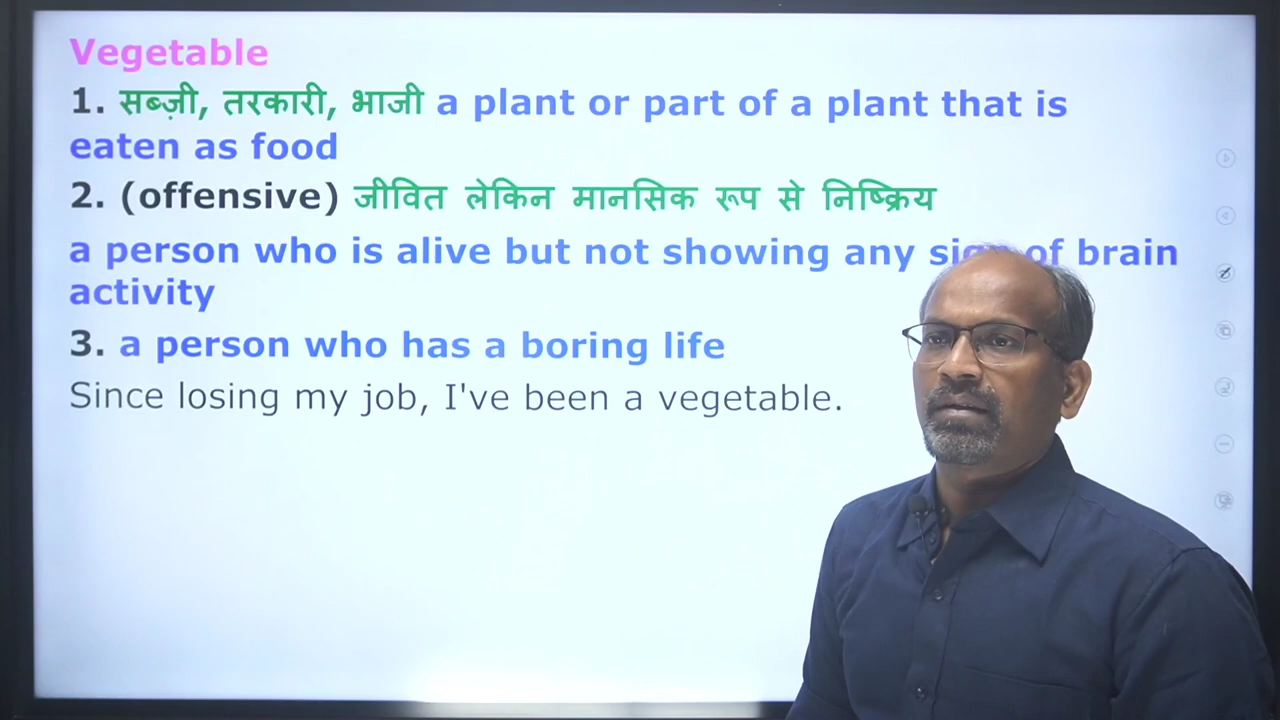 Vegetable
1. सब्ज़ी, तरकारी, भाजी a plant or part of a plant that is
eaten as food
2. (offensive) जीवित लेकिन मानसिक रूप से निष्क्रिय
a person who is alive but not showing any sign of brain
activity
3. a person who has a boring life
Since losing my job, I've been a vegetable.